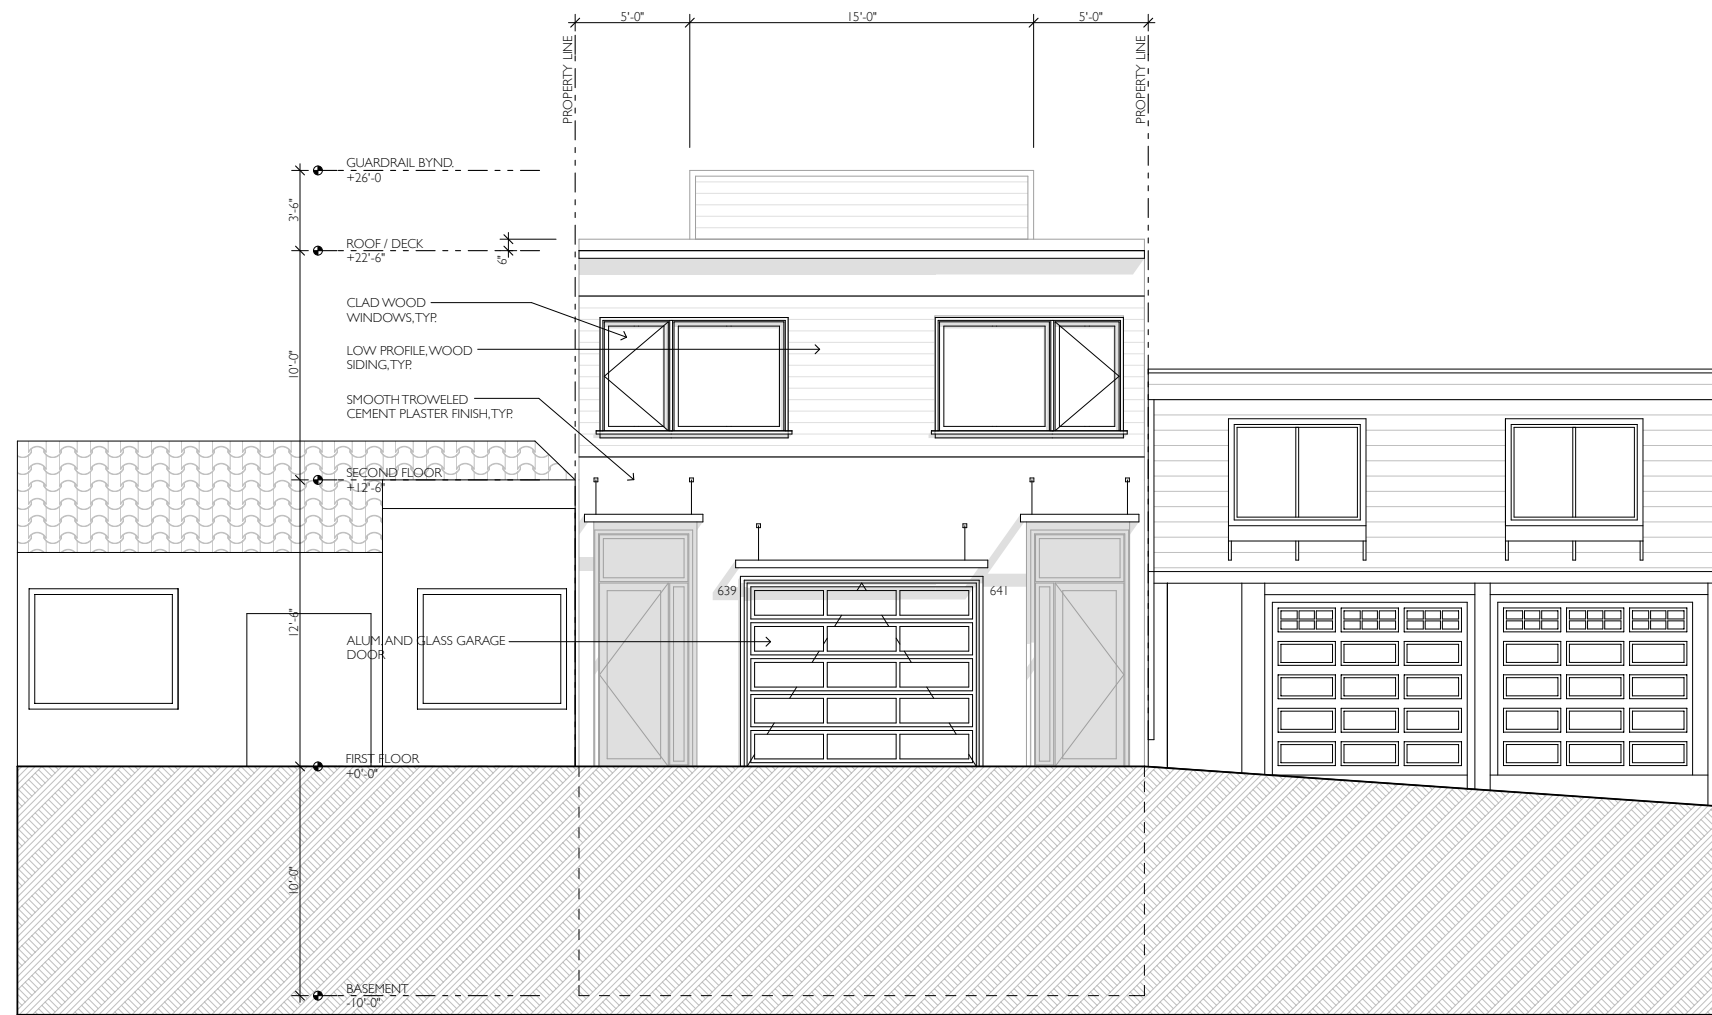 5'-0"
15'-0"
5'-0"
PROPERTY LINE
PROPERTY LINE
GUARDRAIL BYND.
+26'-0
3'-6"
ROOF / DECK
+22'-6"
6"
CLAD WOOD
WINDOWS, TYP.
LOW PROFILE, WOOD
SIDING, TYP.
10'-0"
SMOOTH TROWELED
CEMENT PLASTER FINISH, TYP.
SECOND FLOOR
+12'-6"
639
641
12'-6"
ALUM. AND GLASS GARAGE
DOOR
FIRST FLOOR
+0'-0"
10'-0"
BASEMENT
-10'-0"